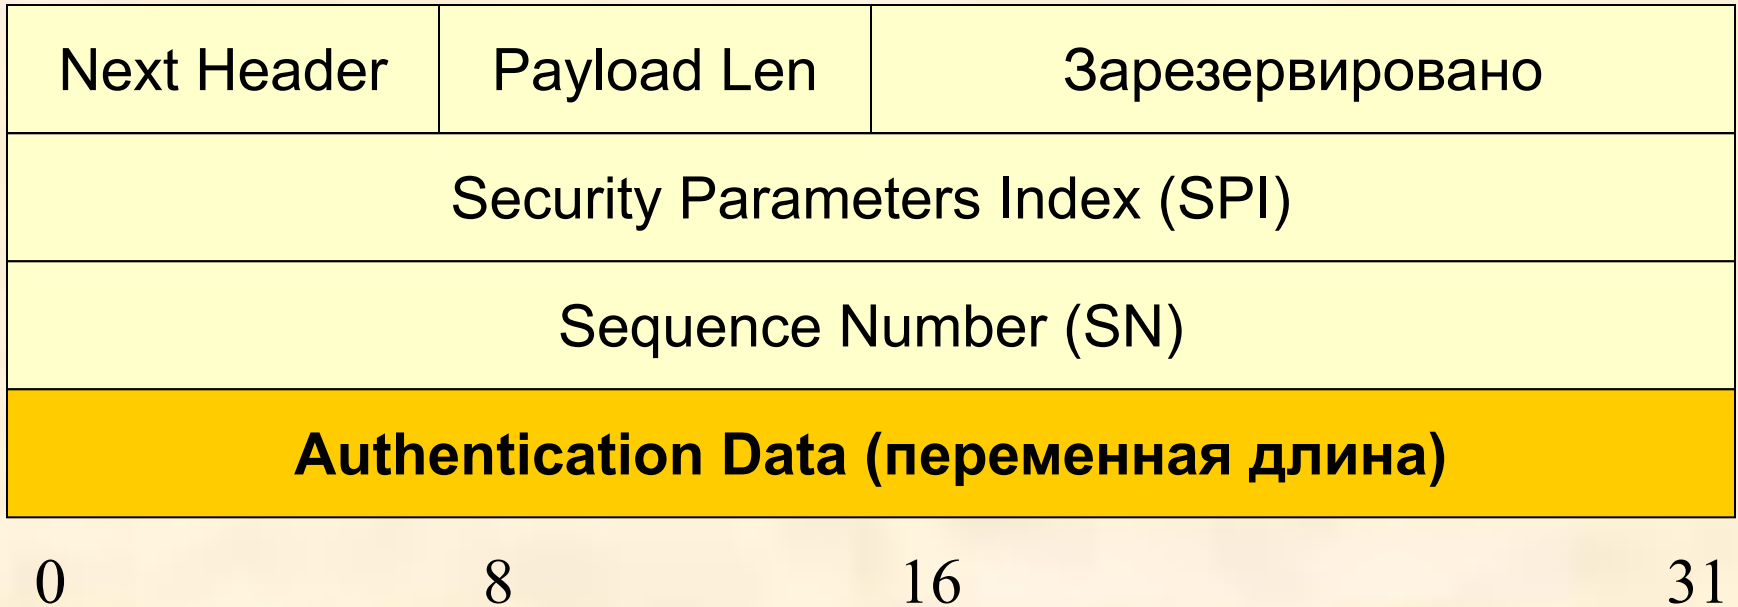 Next Header Payload Len Зарезервировано
Security Parameters Index (SPI)
Sequence Number (SN)
Authentication Data (переменная длина)
0 8 16 31